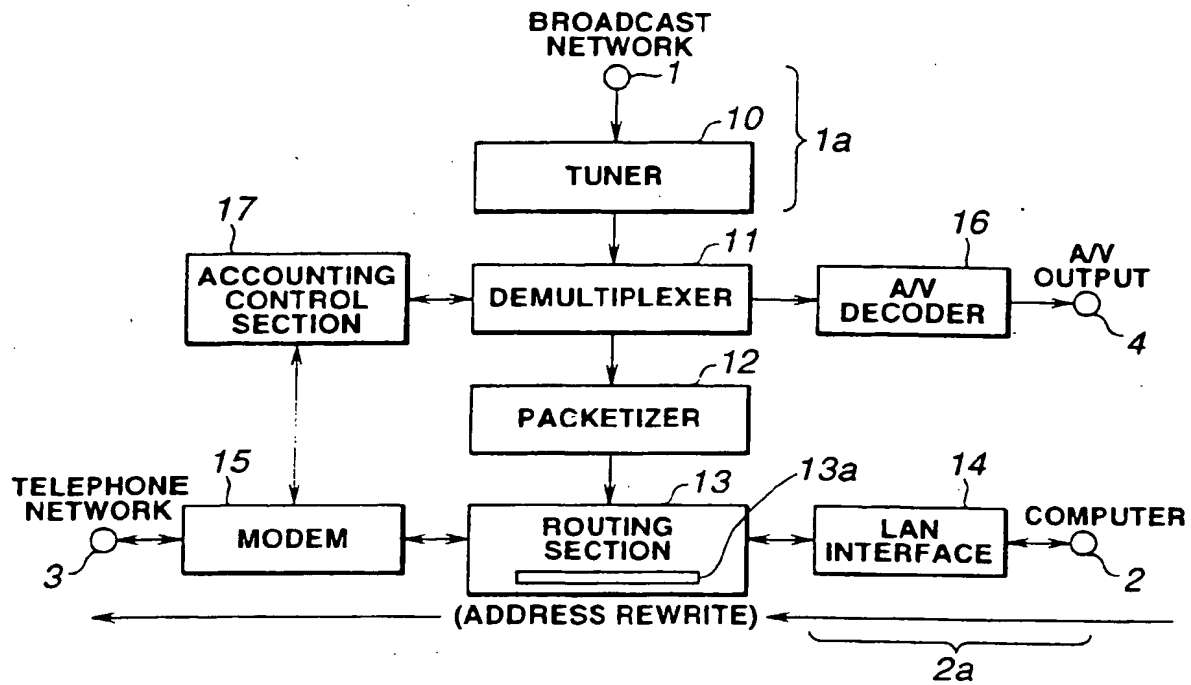 BROADCAST
NETWORK
1
10
1a
TUNER
17
11
16
A/V
OUTPUT
ACCOUNTING
CONTROL
SECTION
DEMULTIPLEXER
A/V
DECODER
4
12
PACKETIZER
13a
15
13
14
TELEPHONE
NETWORK
MODEM
ROUTING
SECTION
LAN
INTERFACE
COMPUTER
3
2
(ADDRESS REWRITE)
2a